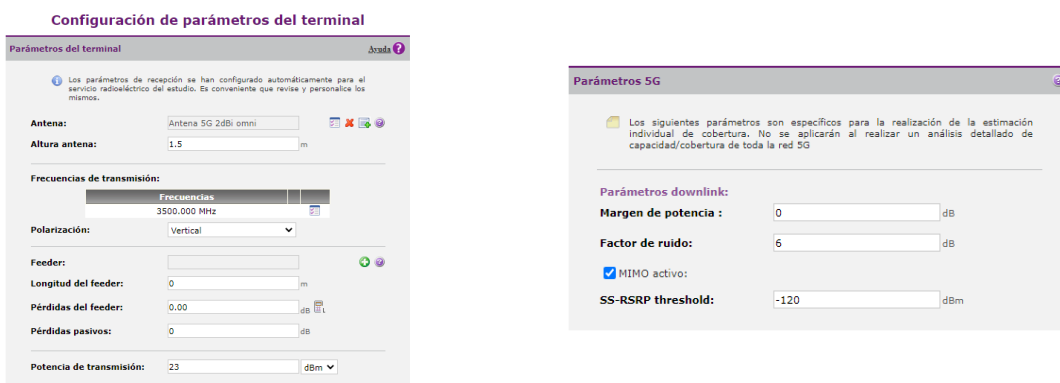 Configuración de parámetros del terminal
Parámetros del terminal Ayuda ?
Los parámetros de recepción se han configurado automáticamente para el
servicio radioeléctrico del estudio. Es conveniente que revise y personalice los
mismos.
Antena: Antena 5G 2dBi omni
Altura antena: 1.5 m
Frecuencias de transmisión:
Frecuencias
3500.000 MHz
Polarización: Vertical
Feeder:
Longitud del feeder: 0 m
Pérdidas del feeder: 0.00 dB
Pérdidas pasivos: 0 dB
Potencia de transmisión: 23 dBm
Parámetros 5G
Los siguientes parámetros son específicos para la realización de la estimación
individual de cobertura. No se aplicarán al realizar un análisis detallado de
capacidad/cobertura de toda la red 5G
Parámetros downlink:
Margen de potencia : 0 dB
Factor de ruido: 6 dB
MIMO activo:
SS-RSRP threshold: -120 dBm